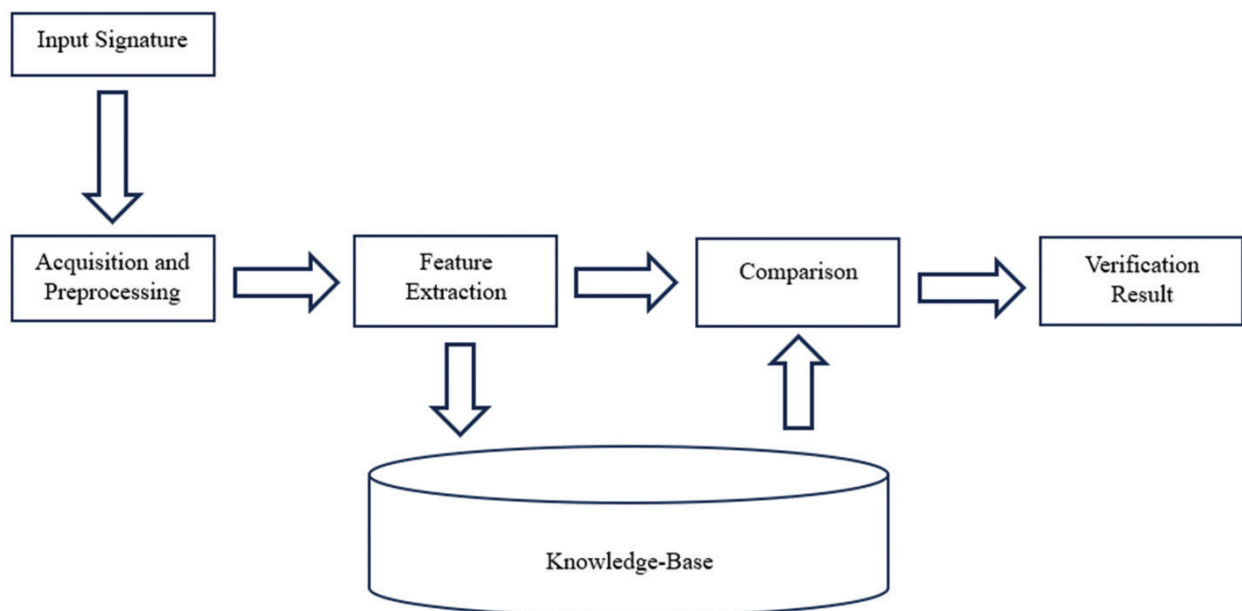 Input Signature
Acquisition and
Preprocessing
Feature
Extraction
Comparison
Verification
Result
Knowledge-Base